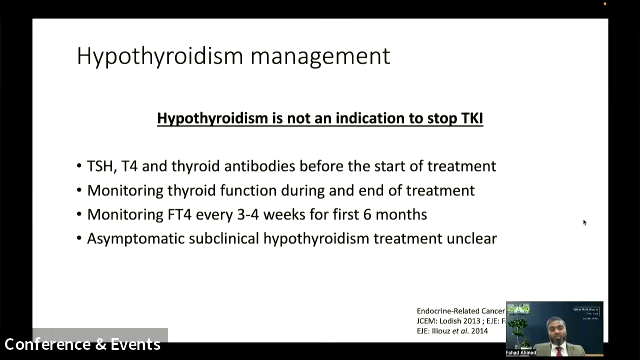 Hypothyroidism management
Hypothyroidism is not an indication to stop TKI
• TSH, T4 and thyroid antibodies before the start of treatment
• Monitoring thyroid function during and end of treatment
• Monitoring FT4 every 3-4 weeks for first 6 months
• Asymptomatic subclinical hypothyroidism treatment unclear
Endocrine-Related Cancer
JCEM: Lodish 2013 ; EJE: F
EJE: Illouz et al. 2014
Fahad Ahmed
Conference & Events